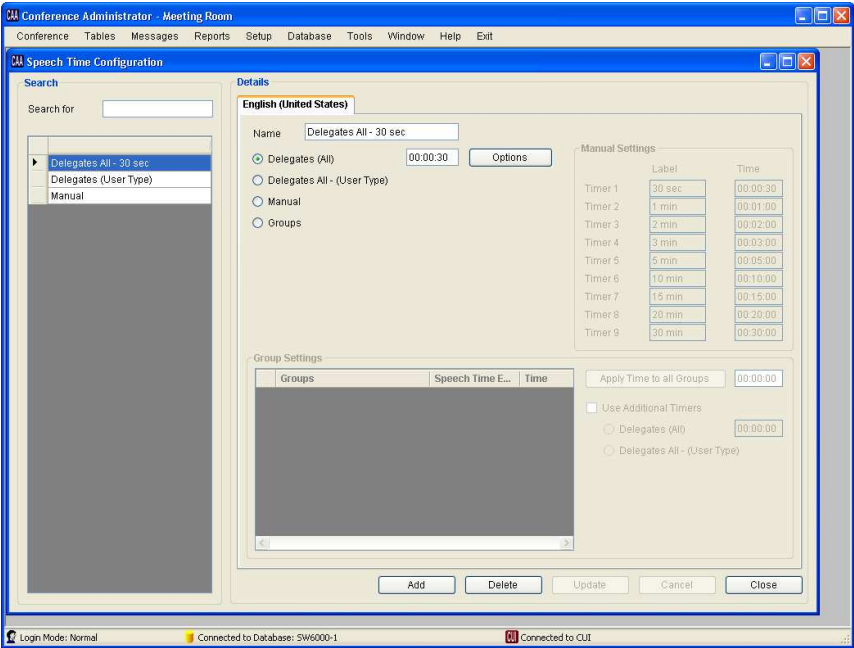 CAA Conference Administrator - Meeting Room
Conference Tables Messages Reports Setup Database Tools Window Help Exit
CAA Speech Time Configuration
Search
Search for
Delegates All - 30 sec
Delegates (User Type)
Manual
Details
English (United States)
Name Delegates All - 30 sec
Delegates (All) 00:00:30 Options
Delegates All - (User Type)
Manual
Groups
Manual Settings
Label Time
Timer 1 30 sec 00:00:30
Timer 2 1 min 00:01:00
Timer 3 2 min 00:02:00
Timer 4 3 min 00:03:00
Timer 5 5 min 00:05:00
Timer 6 10 min 00:10:00
Timer 7 15 min 00:15:00
Timer 8 20 min 00:20:00
Timer 9 30 min 00:30:00
Group Settings
Groups Speech Time E... Time
Apply Time to all Groups 00:00:00
Use Additional Timers
Delegates (All) 00:00:00
Delegates All - (User Type)
Add Delete Update Cancel Close
Login Mode: Normal Connected to Database: SW6000-1 CUI Connected to CUI